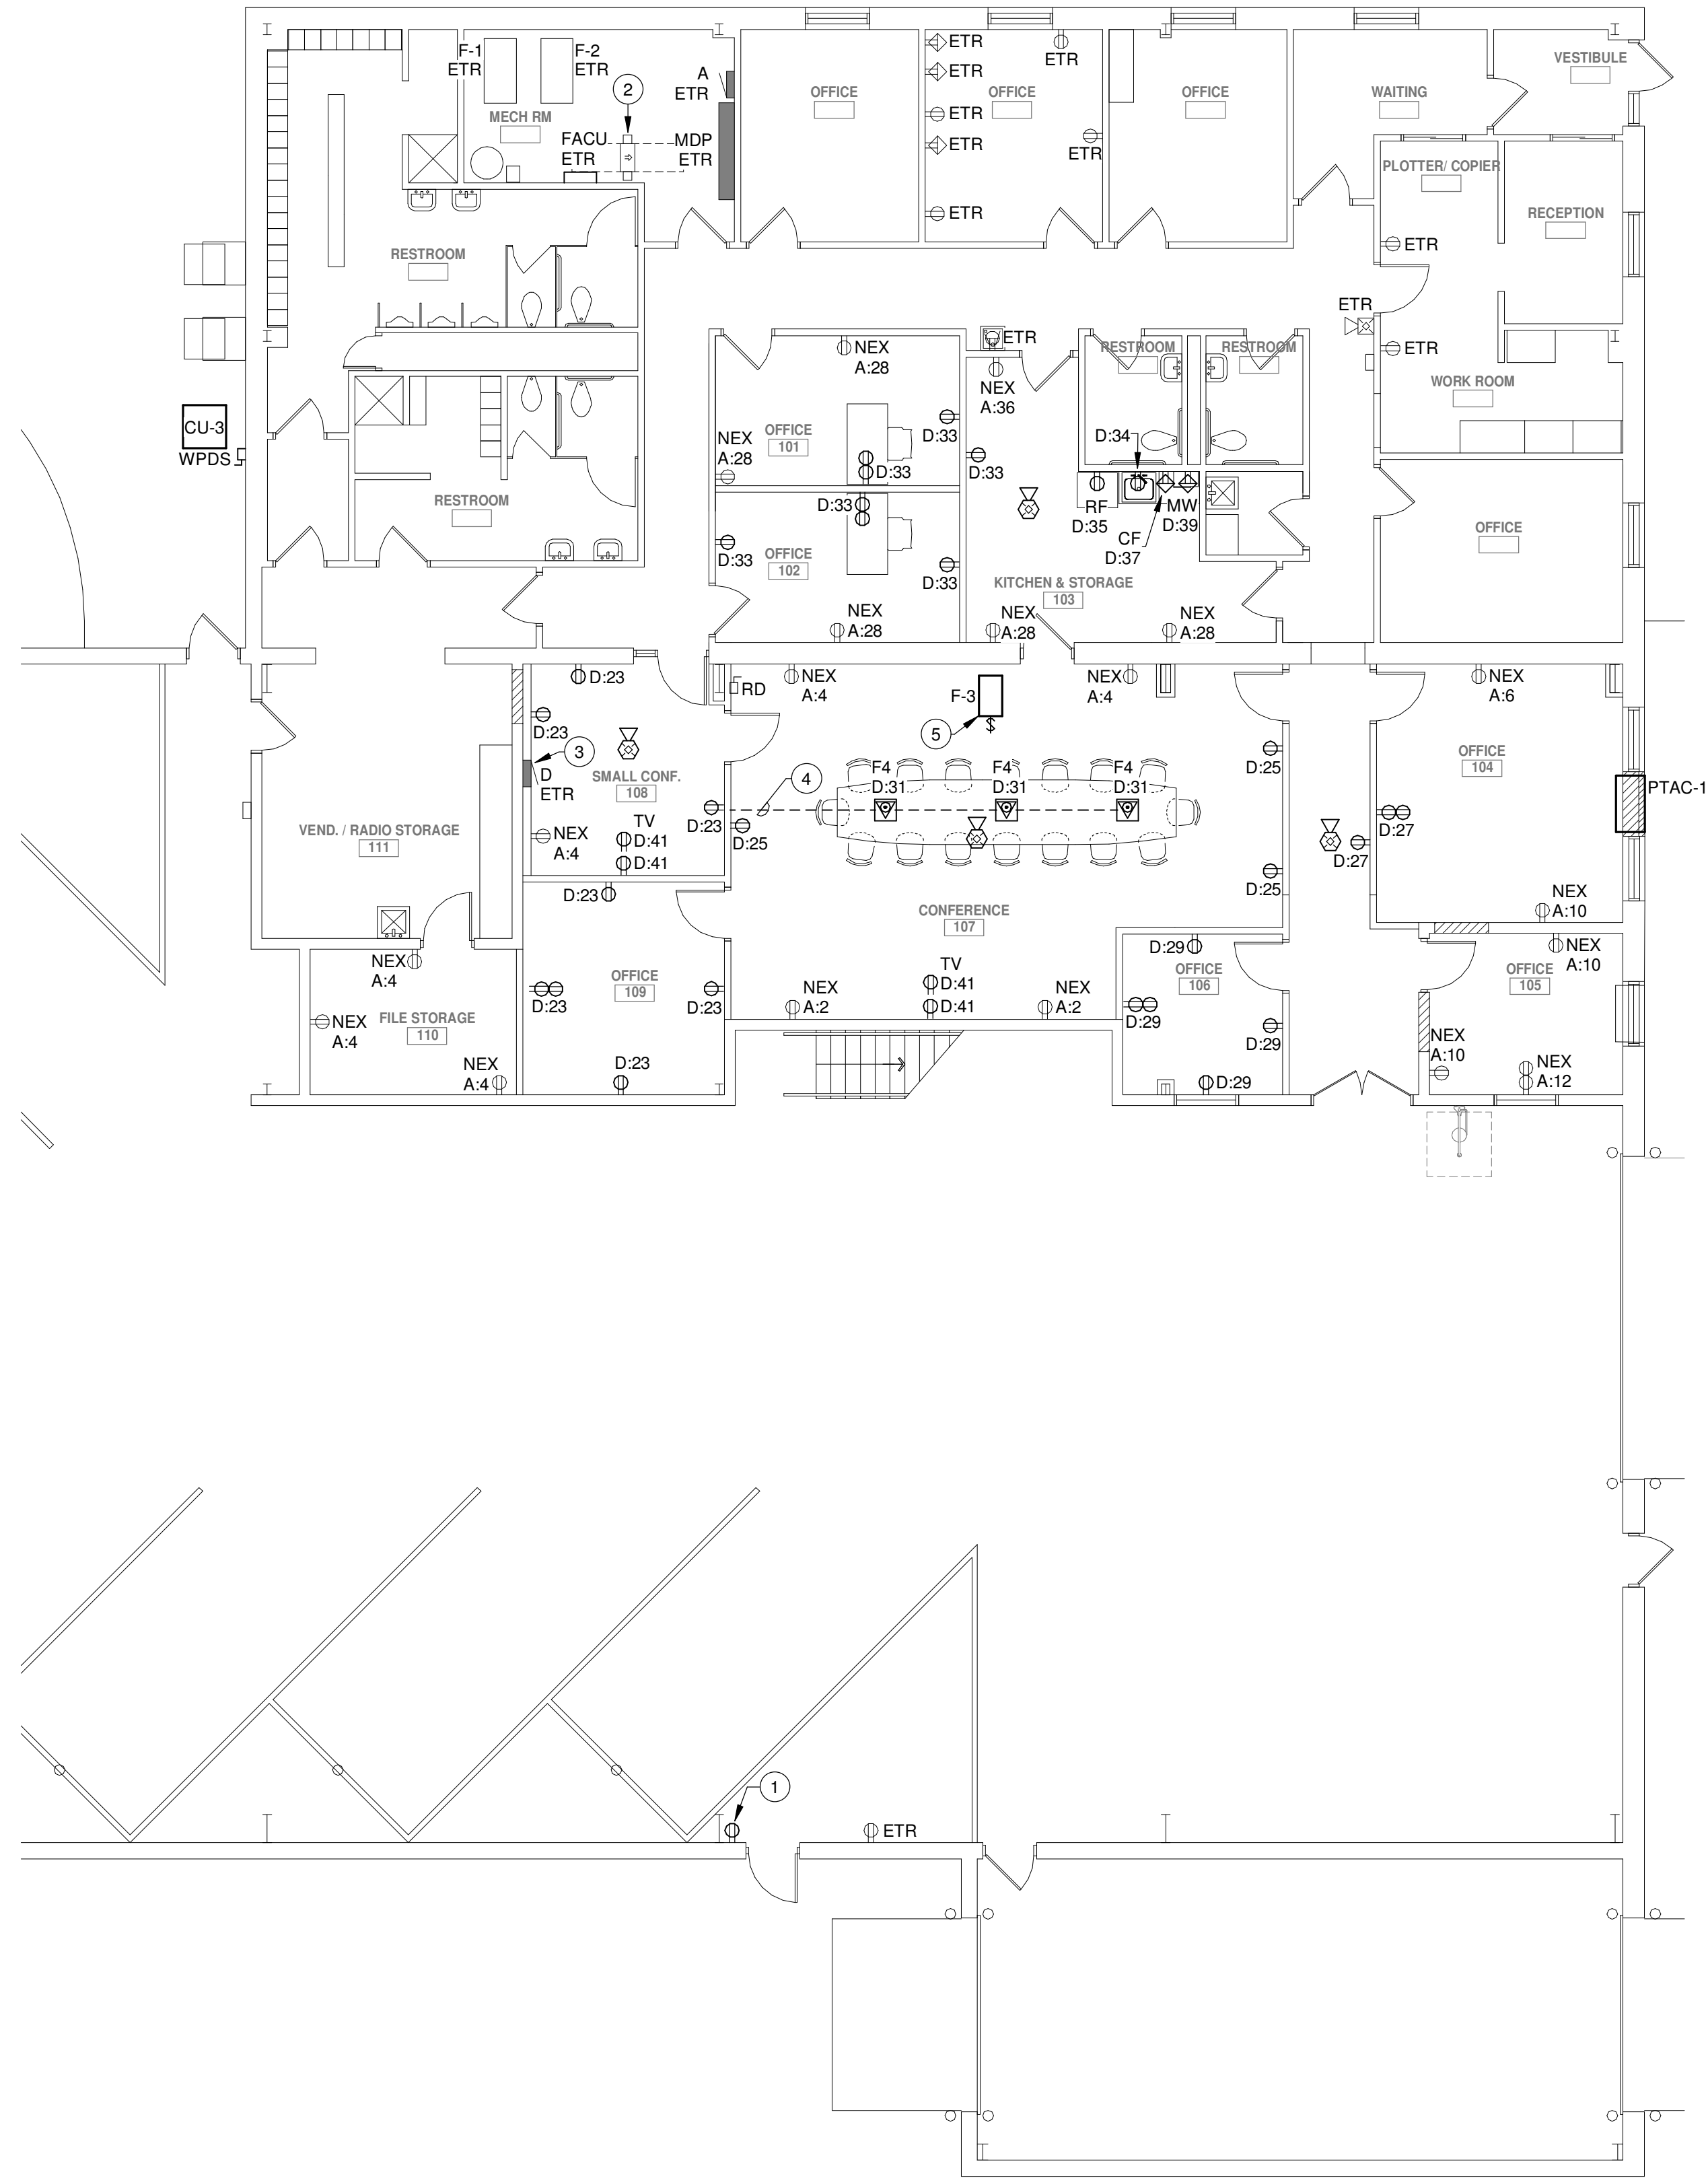 F-1
ETR
F-2
ETR
2
A
ETR
MECH RM
FACU
ETR
MDP
ETR
OFFICE
ETR
ETR
ETR
OFFICE
ETR
ETR
ETR
ETR
OFFICE
WAITING
VESTIBULE
PLOTTER/ COPIER
RECEPTION
ETR
ETR
ETR
WORK ROOM
RESTROOM
ETR
RESTROOM
RESTROOM
NEX
A:28
NEX
A:36
OFFICE
101
NEX
A:28
D:33
D:33
D:33
D:34
CU-3
WPDS
RESTROOM
D:33
D:33
OFFICE
102
D:33
RF
D:35
CF
D:37
MW
D:39
OFFICE
KITCHEN & STORAGE
103
NEX
A:28
NEX
A:28
NEX
A:28
D:23
RD
NEX
A:4
F-3
NEX
A:4
NEX
A:6
D:23
3
5
D
ETR
SMALL CONF.
108
4
F4
D:31
F4
D:31
F4
D:31
D:25
OFFICE
104
PTAC-1
VEND. / RADIO STORAGE
111
NEX
A:4
TV
D:41
D:41
D:23
D:25
D:27
D:27
D:23
D:25
NEX
A:10
CONFERENCE
107
NEX
A:4
OFFICE
109
D:23
D:23
TV
D:41
D:41
NEX
A:2
NEX
A:2
D:29
OFFICE
106
D:29
D:29
D:29
NEX
A:10
OFFICE
105
NEX
A:10
NEX
A:12
NEX
A:4
FILE STORAGE
110
NEX
A:4
D:23
1
ETR